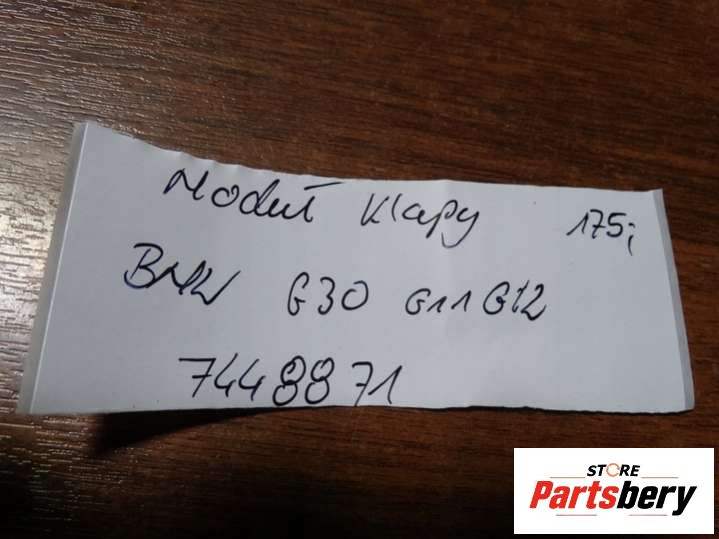 Moduł Klapy 175,-
BMW G30 G11 G12
7448871
STORE
Partsbery